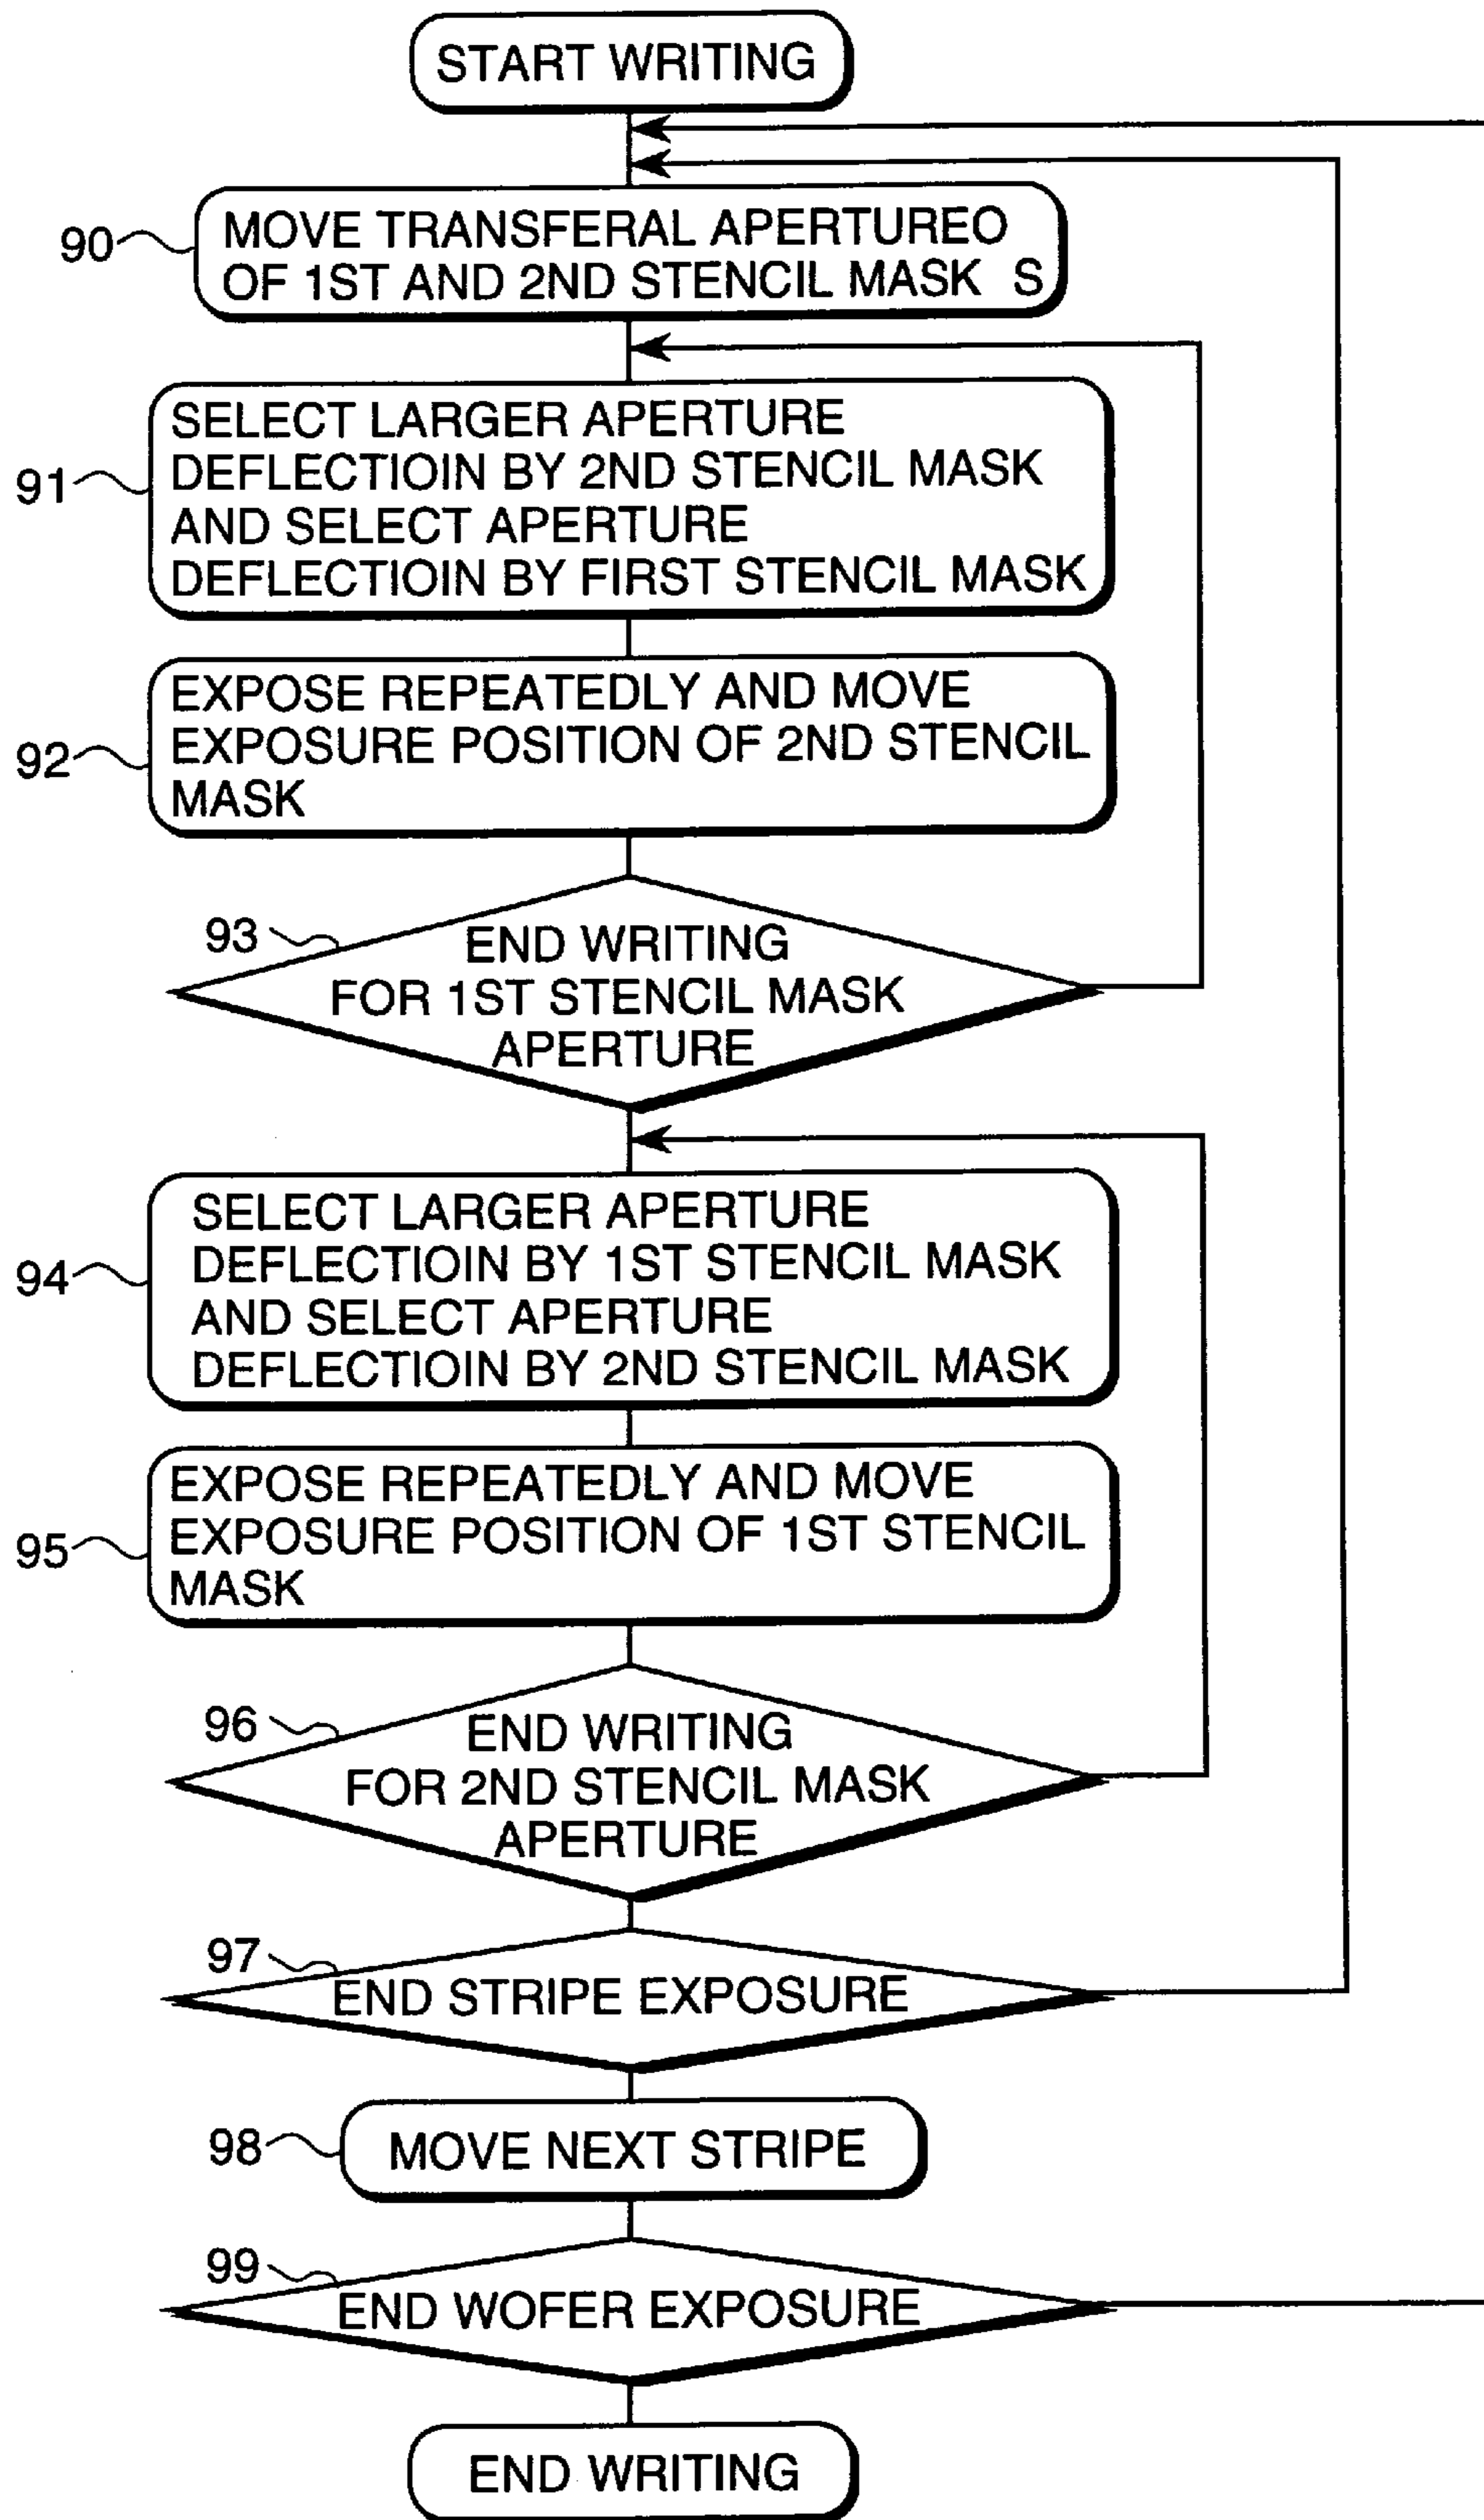 START WRITING
90
MOVE TRANSFERAL APERTUREO
OF 1ST AND 2ND STENCIL MASK S
91
SELECT LARGER APERTURE
DEFLECTIOIN BY 2ND STENCIL MASK
AND SELECT APERTURE
DEFLECTIOIN BY FIRST STENCIL MASK
92
EXPOSE REPEATEDLY AND MOVE
EXPOSURE POSITION OF 2ND STENCIL
MASK
93
END WRITING
FOR 1ST STENCIL MASK
APERTURE
94
SELECT LARGER APERTURE
DEFLECTIOIN BY 1ST STENCIL MASK
AND SELECT APERTURE
DEFLECTIOIN BY 2ND STENCIL MASK
95
EXPOSE REPEATEDLY AND MOVE
EXPOSURE POSITION OF 1ST STENCIL
MASK
96
END WRITING
FOR 2ND STENCIL MASK
APERTURE
97
END STRIPE EXPOSURE
98
MOVE NEXT STRIPE
99
END WOFER EXPOSURE
END WRITING